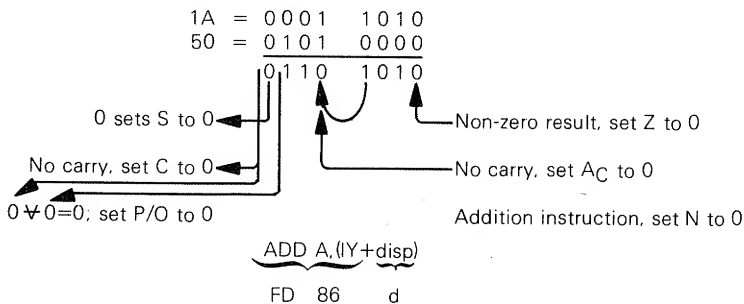 1A = 0001 1010
50 = 0101 0000
0110 1010
0 sets S to 0
Non-zero result, set Z to 0
No carry, set C to 0
No carry, set AC to 0
0⊻0=0; set P/O to 0
Addition instruction, set N to 0
ADD A,(IY+disp)
FD 86 d